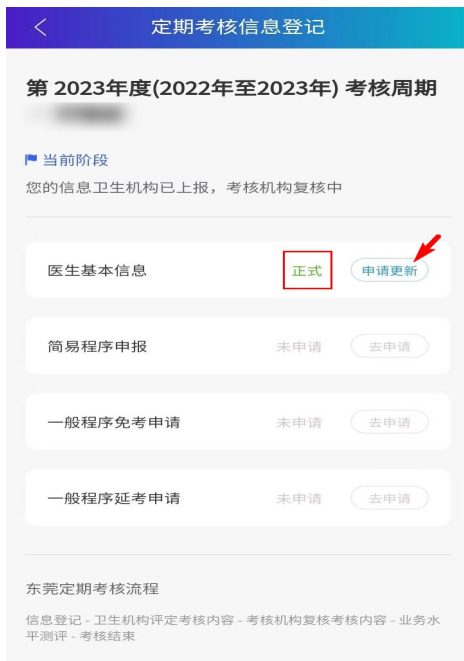 定期考核信息登记
第 2023年度(2022年至2023年) 考核周期
当前阶段
您的信息卫生机构已上报，考核机构复核中
医生基本信息 正式 申请更新
简易程序申报 未申请 去申请
一般程序免考申请 未申请 去申请
一般程序延考申请 未申请 去申请
东莞定期考核流程
信息登记 - 卫生机构评定考核内容 - 考核机构复核考核内容 - 业务水
平测评 - 考核结束